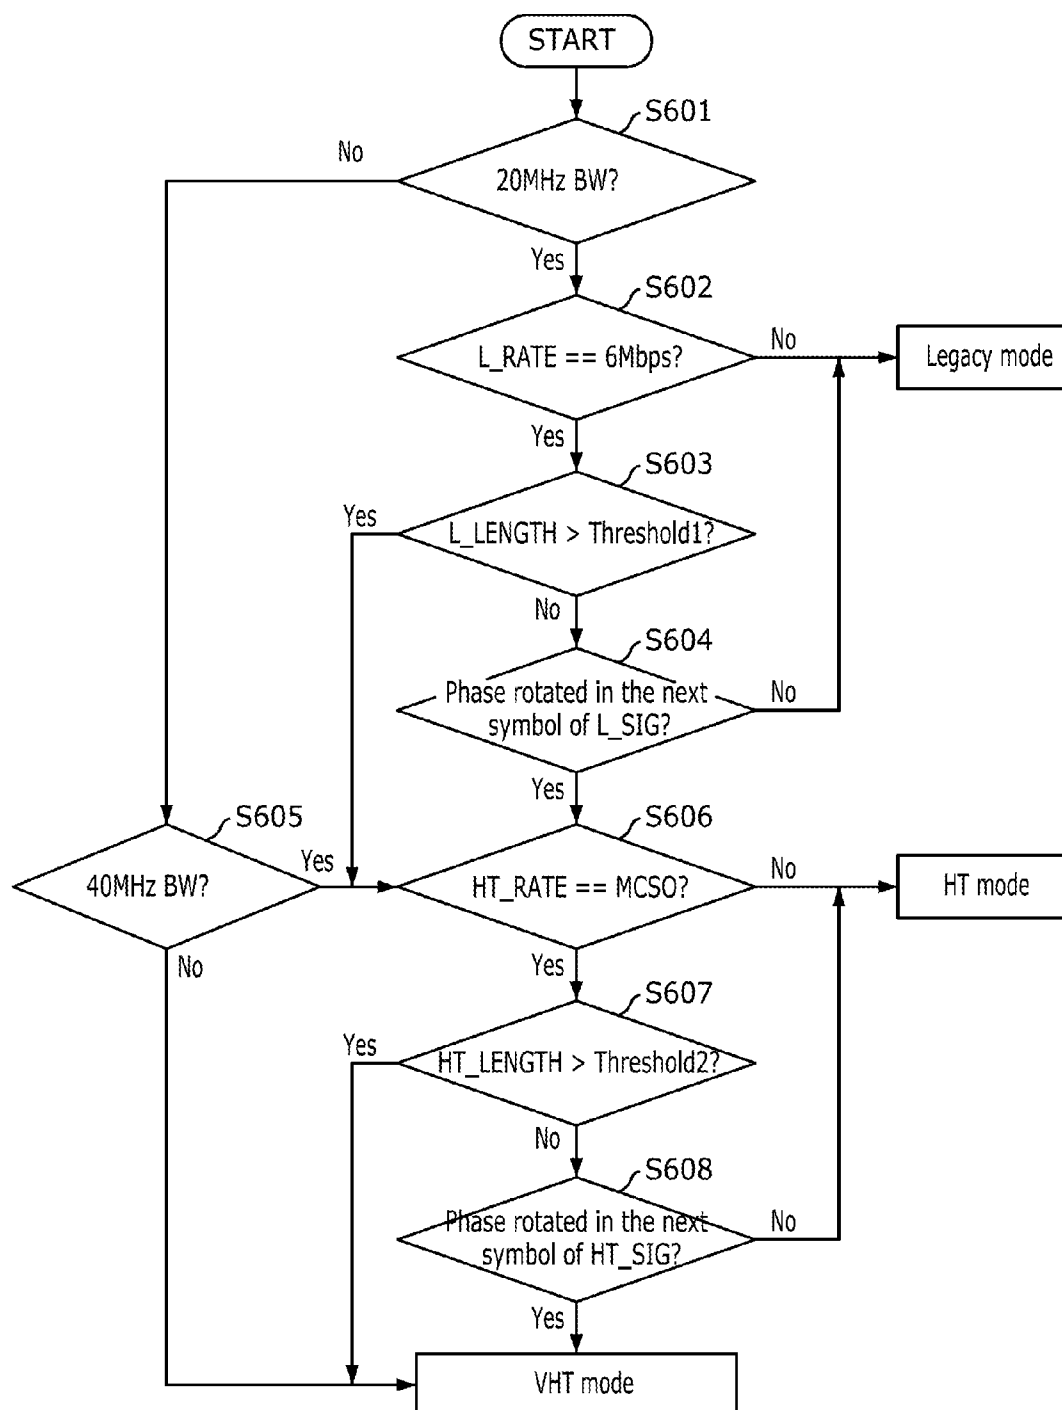 START
S601
No
20MHz BW?
Yes
S602
L_RATE == 6Mbps?
No
Legacy mode
Yes
S603
Yes
L_LENGTH > Threshold1?
No
S604
Phase rotated in the next
symbol of L_SIG?
No
Yes
S605
S606
40MHz BW?
Yes
HT_RATE == MCSO?
No
HT mode
No
Yes
S607
Yes
HT_LENGTH > Threshold2?
No
S608
Phase rotated in the next
symbol of HT_SIG?
No
Yes
VHT mode